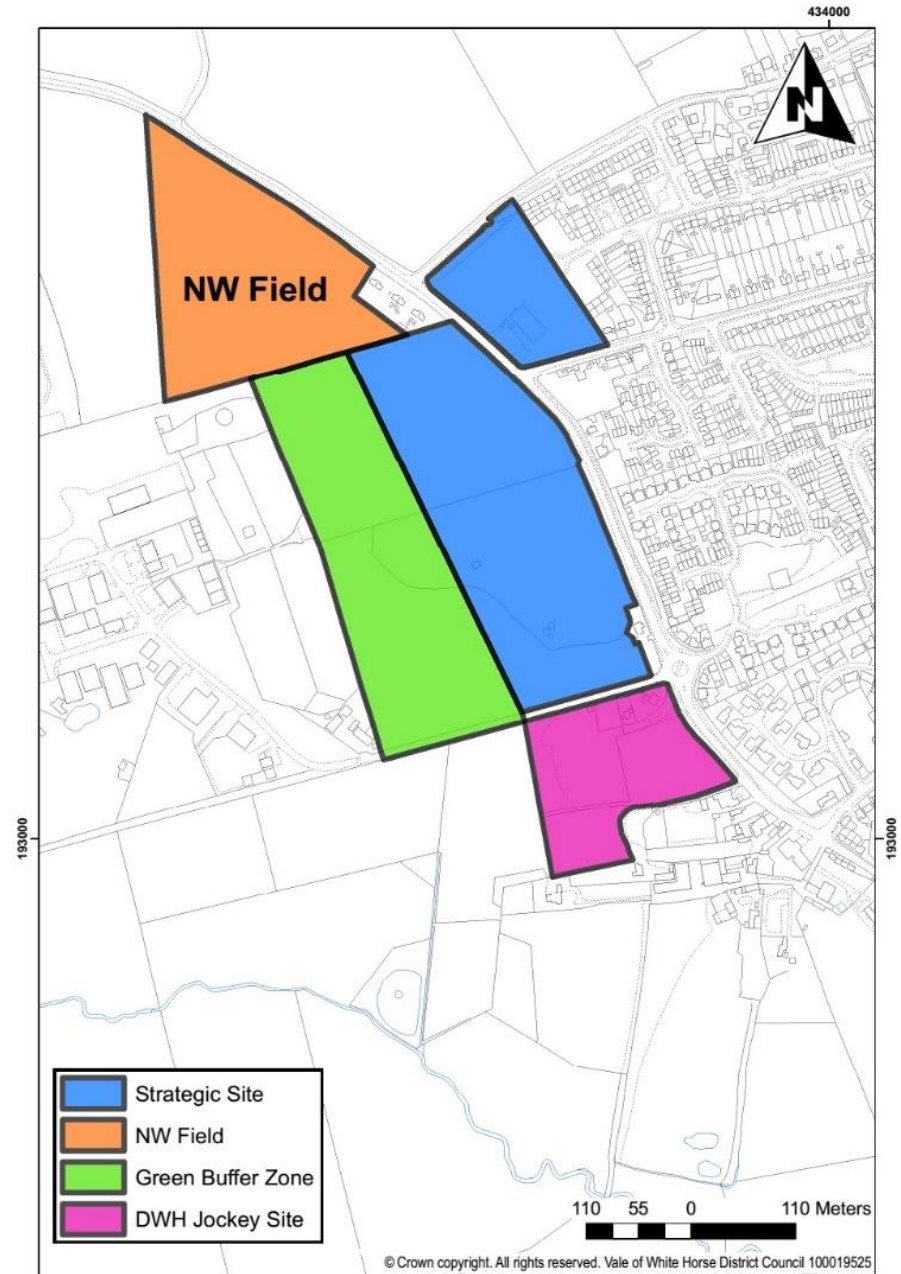 434000
N
NW Field
193000
193000
Strategic Site
NW Field
Green Buffer Zone
DWH Jockey Site
110 55 0 110 Meters
© Crown copyright. All rights reserved. Vale of White Horse District Council 100019525